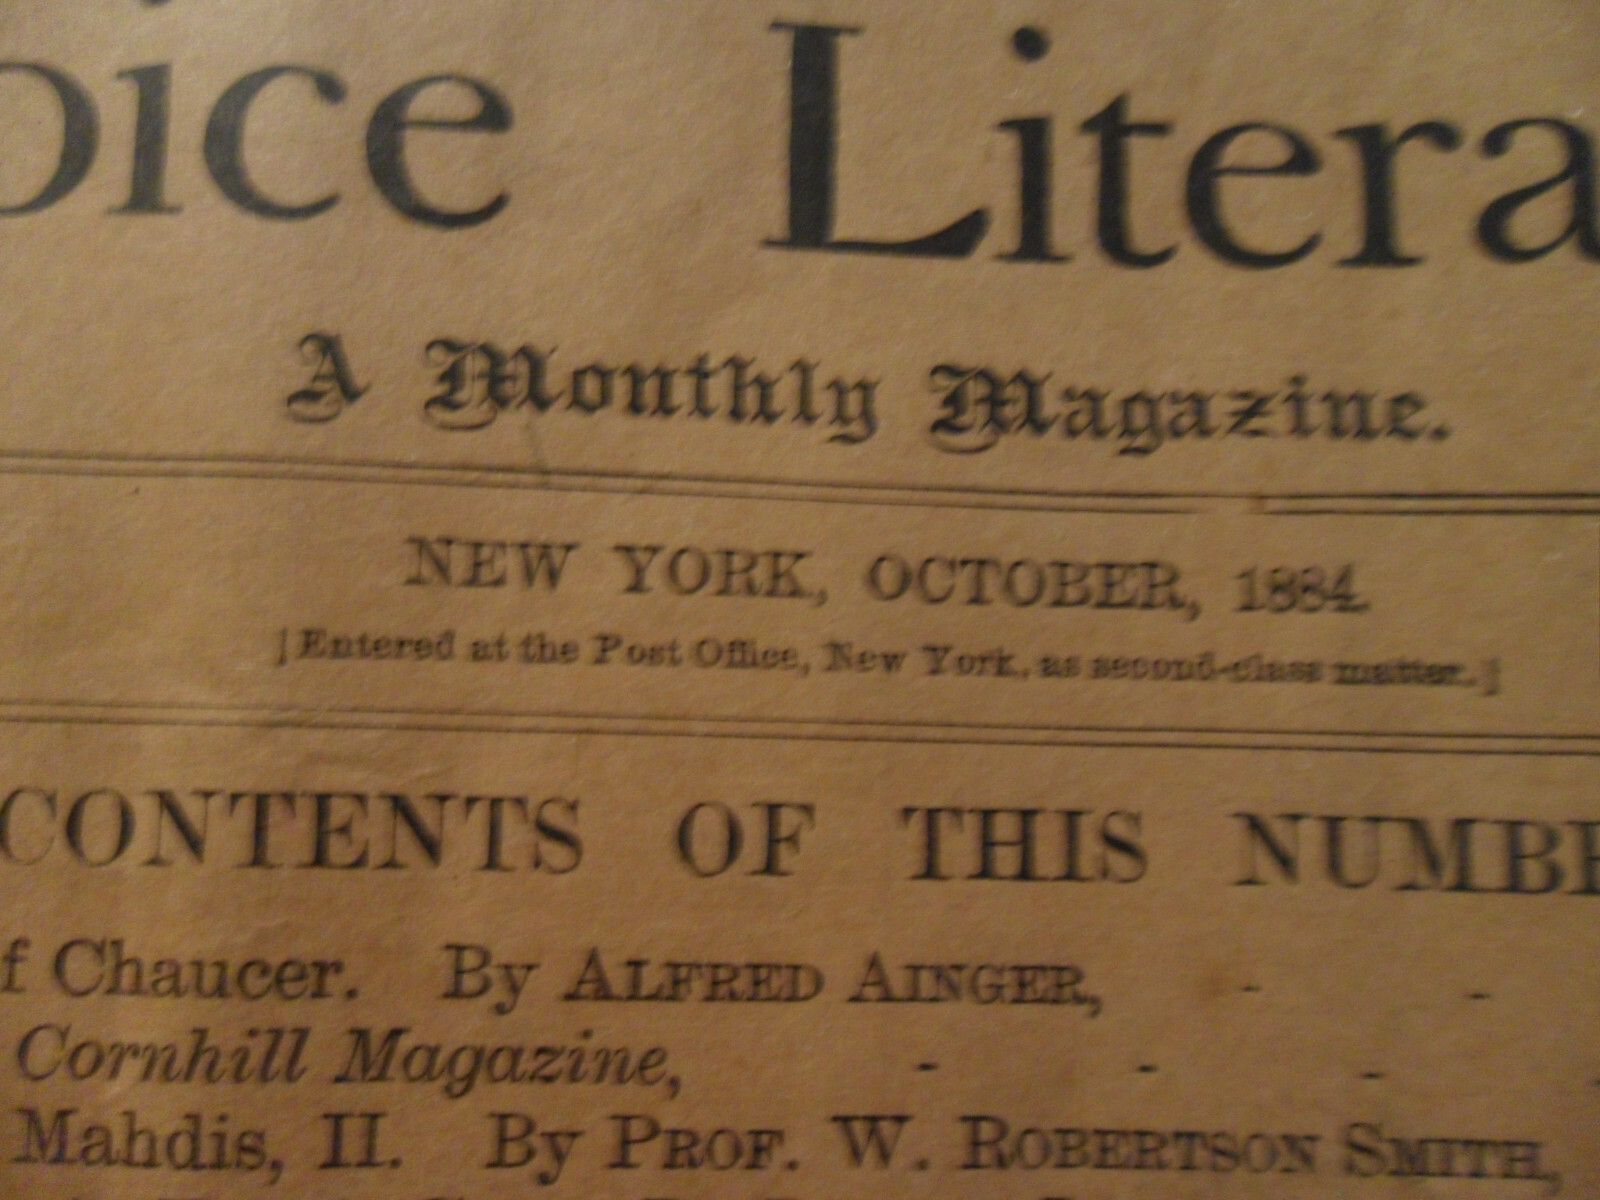 oice Litera
A Monthly Magazine.
NEW YORK, OCTOBER, 1884.
[Entered at the Post Office, New York, as second-class matter.]
CONTENTS OF THIS NUMBE
f Chaucer. By ALFRED AINGER, - -
Cornhill Magazine, - - -
Mahdis, II. By PROF. W. ROBERTSON SMITH,